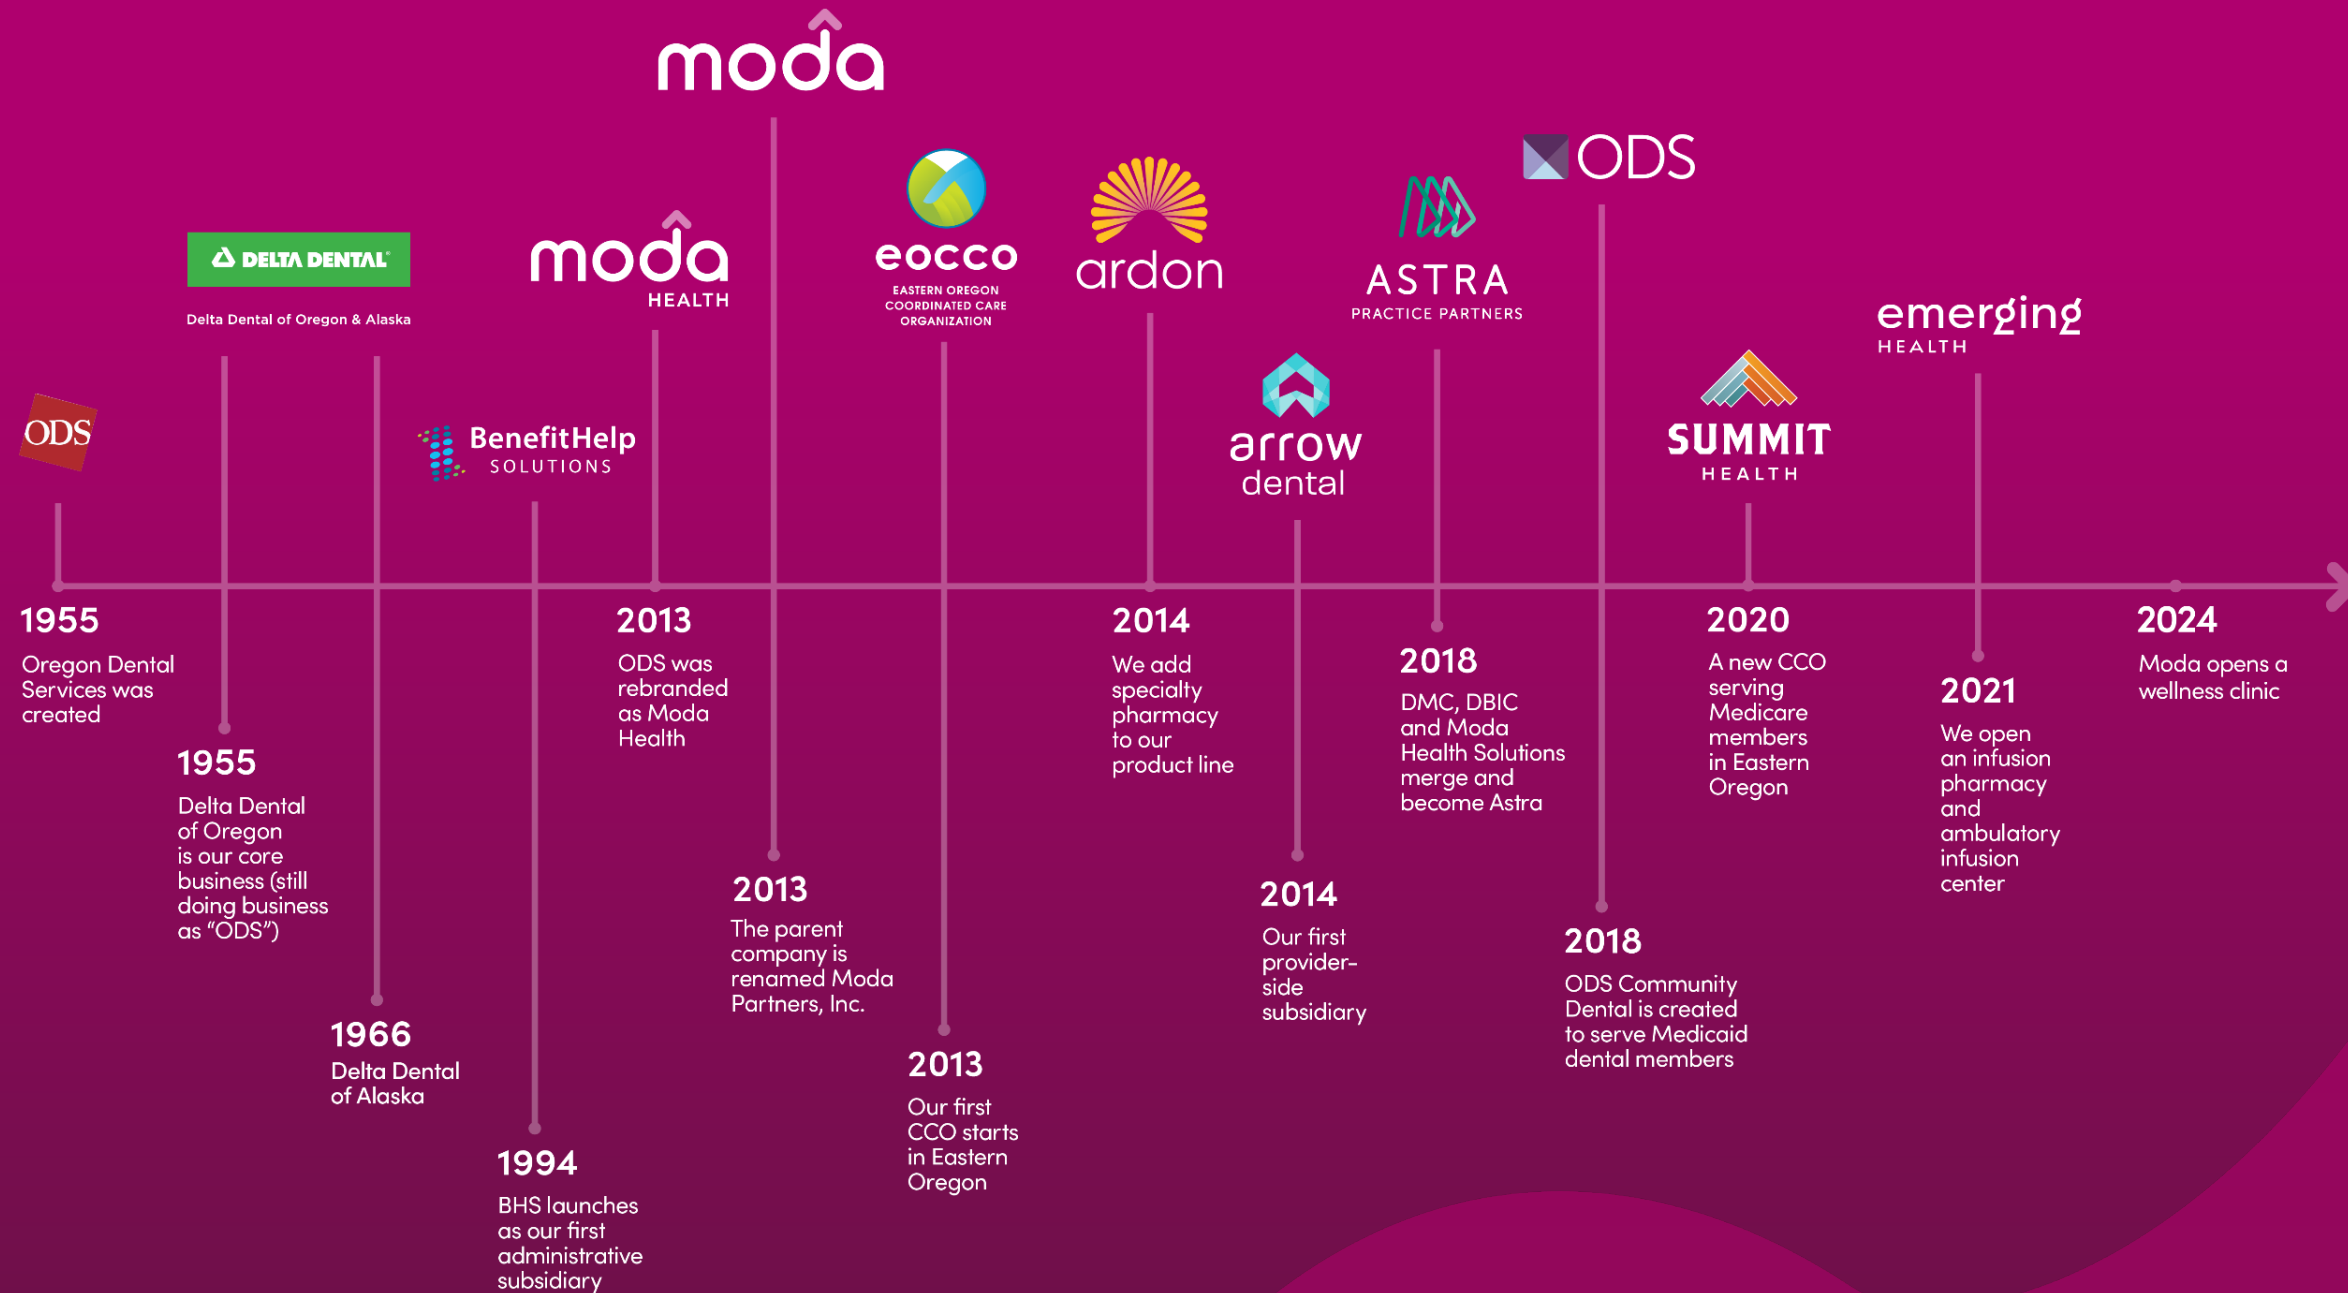 moda
ODS
DELTA DENTAL®
Delta Dental of Oregon & Alaska
BenefitHelp
SOLUTIONS
moda
HEALTH
eocco
EASTERN OREGON
COORDINATED CARE
ORGANIZATION
ardon
arrow
dental
ASTRA
PRACTICE PARTNERS
ODS
SUMMIT
HEALTH
emerging
HEALTH
1955
Oregon Dental
Services was
created
1955
Delta Dental
of Oregon
is our core
business (still
doing business
as “ODS”)
1966
Delta Dental
of Alaska
1994
BHS launches
as our first
administrative
subsidiary
2013
ODS was
rebranded
as Moda
Health
2013
The parent
company is
renamed Moda
Partners, Inc.
2013
Our first
CCO starts
in Eastern
Oregon
2014
We add
specialty
pharmacy
to our
product line
2014
Our first
provider-
side
subsidiary
2018
DMC, DBIC
and Moda
Health Solutions
merge and
become Astra
2018
ODS Community
Dental is created
to serve Medicaid
dental members
2020
A new CCO
serving
Medicare
members
in Eastern
Oregon
2021
We open
an infusion
pharmacy
and
ambulatory
infusion
center
2024
Moda opens a
wellness clinic